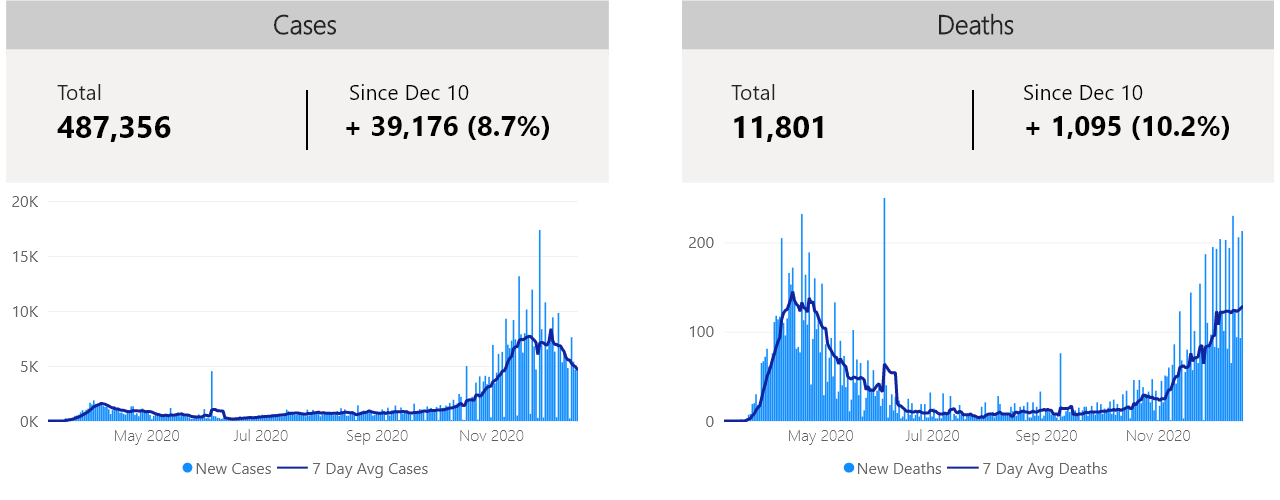 Cases
Total
487,356
Since Dec 10
+ 39,176 (8.7%)
20K
15K
10K
5K
0K
May 2020 Jul 2020 Sep 2020 Nov 2020
New Cases 7 Day Avg Cases
Deaths
Total
11,801
Since Dec 10
+ 1,095 (10.2%)
200
100
0
May 2020 Jul 2020 Sep 2020 Nov 2020
New Deaths 7 Day Avg Deaths